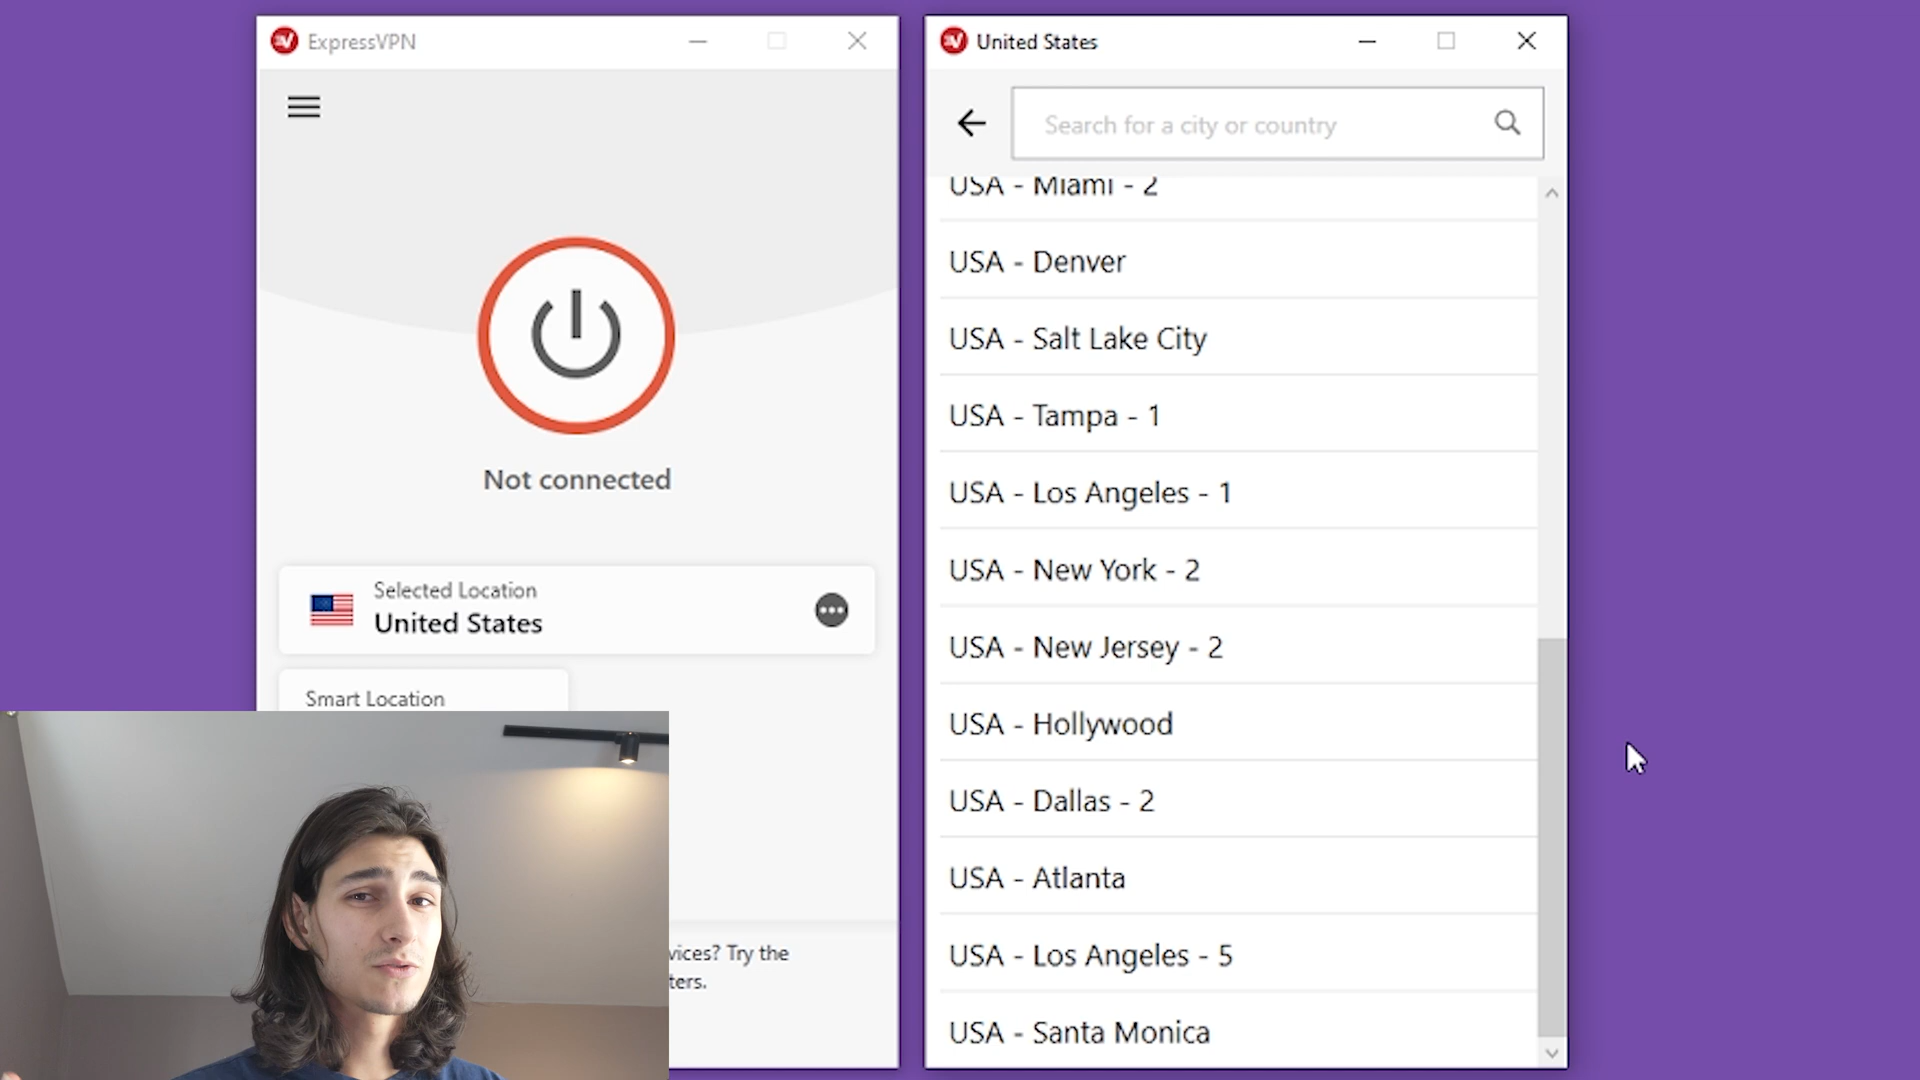 ExpressVPN
Not connected
Selected Location
United States
Smart Location
vices? Try the
ters.
United States
Search for a city or country
USA - Miami - 2
USA - Denver
USA - Salt Lake City
USA - Tampa - 1
USA - Los Angeles - 1
USA - New York - 2
USA - New Jersey - 2
USA - Hollywood
USA - Dallas - 2
USA - Atlanta
USA - Los Angeles - 5
USA - Santa Monica